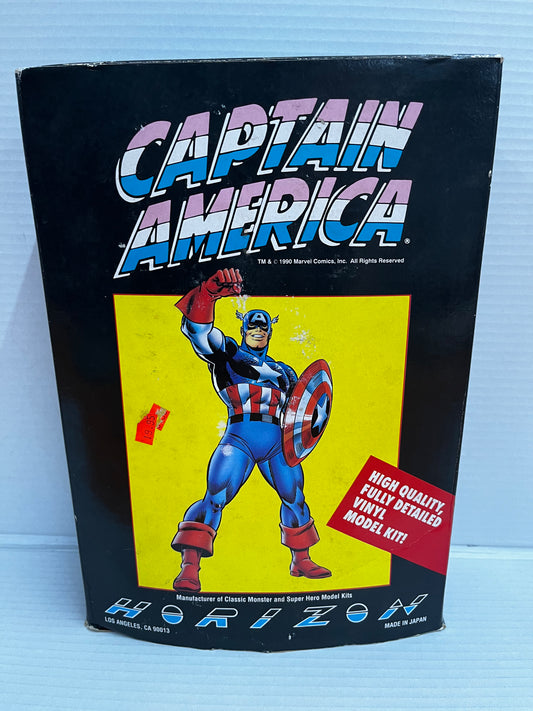 CAPTAIN
AMERICA®
TM & © 1990 Marvel Comics, Inc. All Rights Reserved
A
HIGH QUALITY,
FULLY DETAILED
VINYL
MODEL KIT!
Manufacturer of Classic Monster and Super Hero Model Kits
HORIZON
LOS ANGELES, CA 90013
MADE IN JAPAN